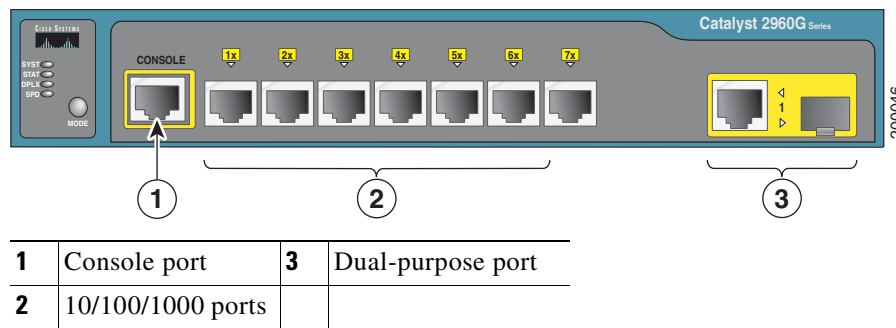 CISCO SYSTEMS
Catalyst 2960G Series
SYST
STAT
DPLX
SPD
MODE
CONSOLE
1x 2x 3x 4x 5x 6x 7x
1
200046
1 2 3
1 Console port 3 Dual-purpose port
2 10/100/1000 ports